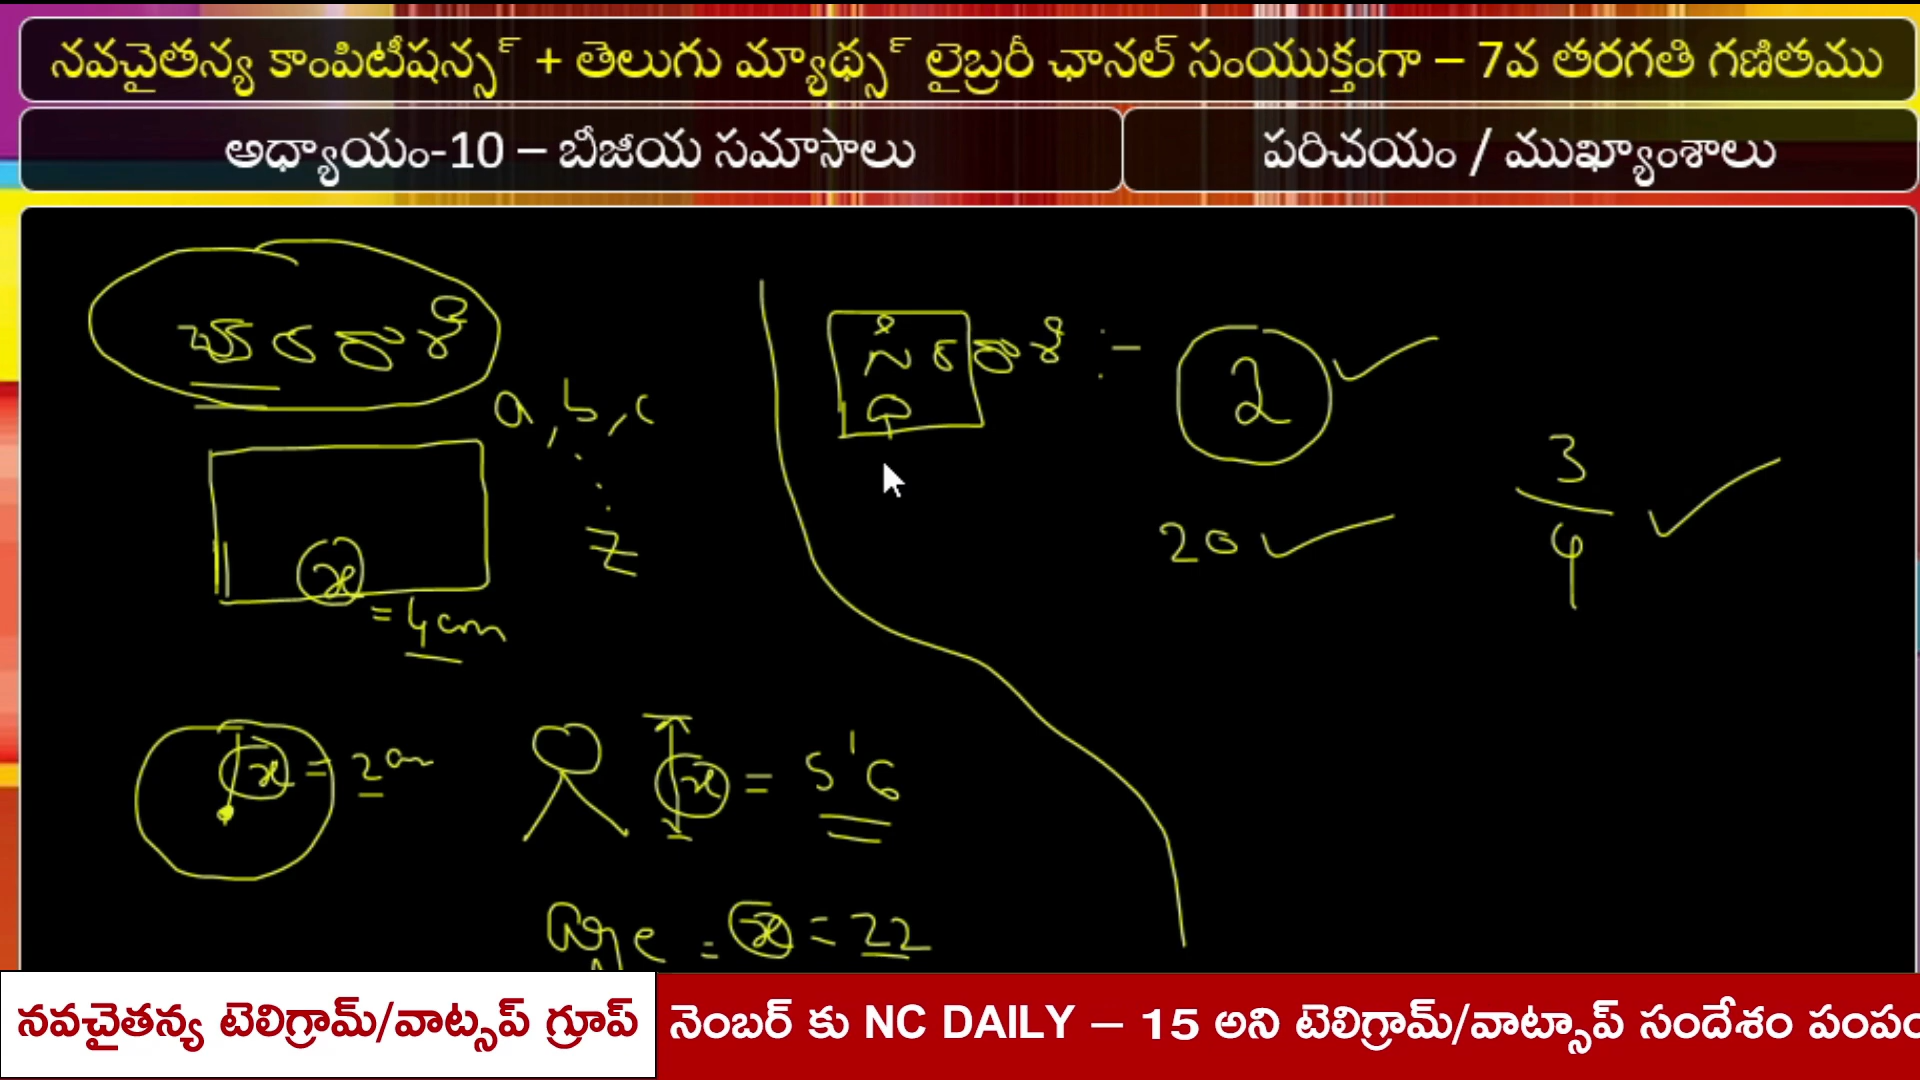 నవచైతన్య కాంపిటీషన్స్ + తెలుగు మ్యాథ్స్ లైబ్రరీ ఛానల్ సంయుక్తంగా – 7వ తరగతి గణితము
అధ్యాయం-10 – బీజీయ సమాసాలు
పరిచయం / ముఖ్యాంశాలు
చరరాశి
a, b, c
.
.
.
z
x
= 4cm
స్థిరరాశి :-
2
20
3
4
x = 2cm
x = 5'6
Age = x = 22
నవచైతన్య టెలిగ్రామ్/వాట్సప్ గ్రూప్
నెంబర్ కు NC DAILY – 15 అని టెలిగ్రామ్/వాట్సాప్ సందేశం పంపం